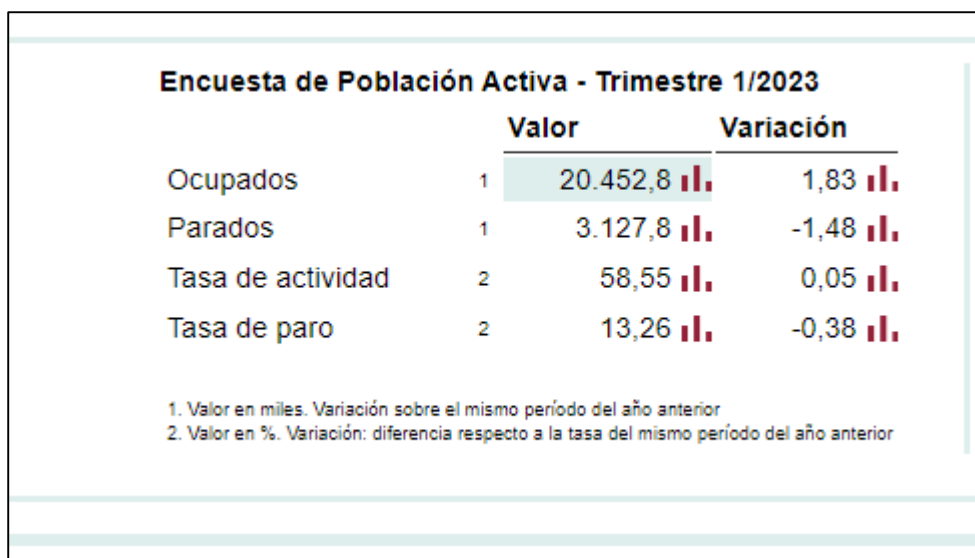 Encuesta de Población Activa - Trimestre 1/2023
Valor Variación
Ocupados 1 20.452,8 1,83
Parados 1 3.127,8 -1,48
Tasa de actividad 2 58,55 0,05
Tasa de paro 2 13,26 -0,38
1. Valor en miles. Variación sobre el mismo período del año anterior
2. Valor en %. Variación: diferencia respecto a la tasa del mismo período del año anterior